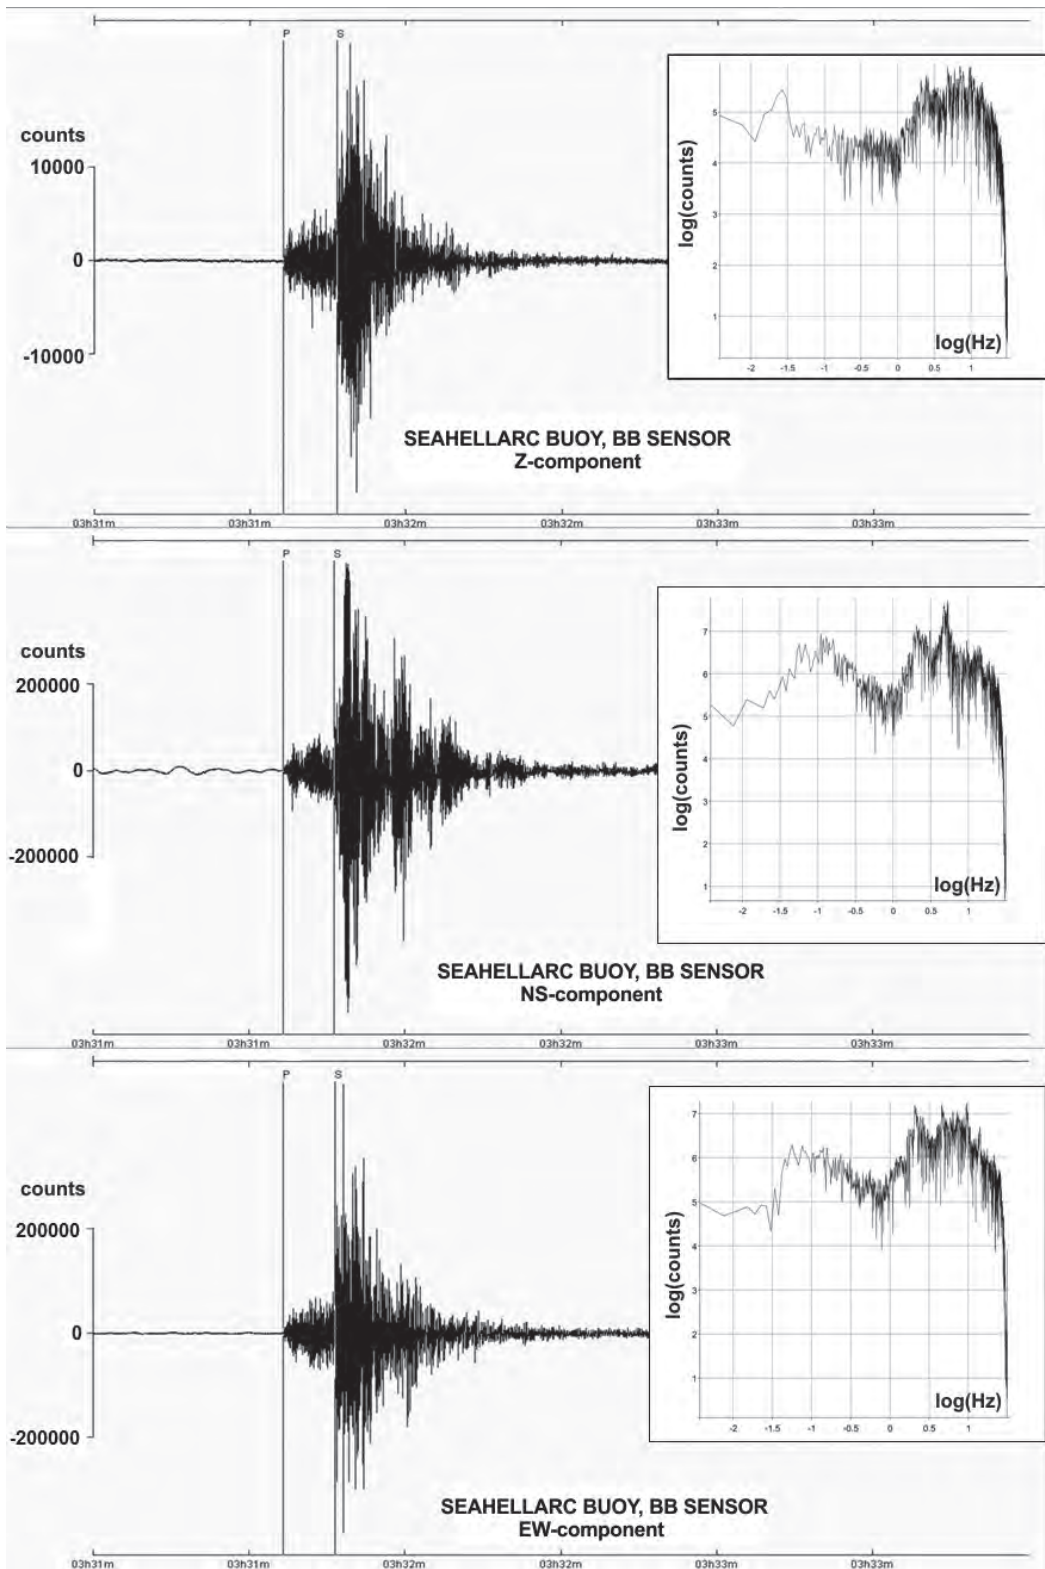 P S
counts
10000
0
-10000
log(counts)
5
4
3
2
1
log(Hz)
-2 -1.5 -1 -0.5 0 0.5 1
SEAHELLARC BUOY, BB SENSOR
Z-component
03h31m 03h31m 03h32m 03h32m 03h33m 03h33m
P S
counts
200000
0
-200000
log(counts)
7
6
5
4
3
2
1
log(Hz)
-2 -1.5 -1 -0.5 0 0.5 1
SEAHELLARC BUOY, BB SENSOR
NS-component
03h31m 03h31m 03h32m 03h32m 03h33m 03h33m
P S
counts
200000
0
-200000
log(counts)
7
6
5
4
3
2
1
log(Hz)
-2 -1.5 -1 -0.5 0 0.5 1
SEAHELLARC BUOY, BB SENSOR
EW-component
03h31m 03h31m 03h32m 03h32m 03h33m 03h33m